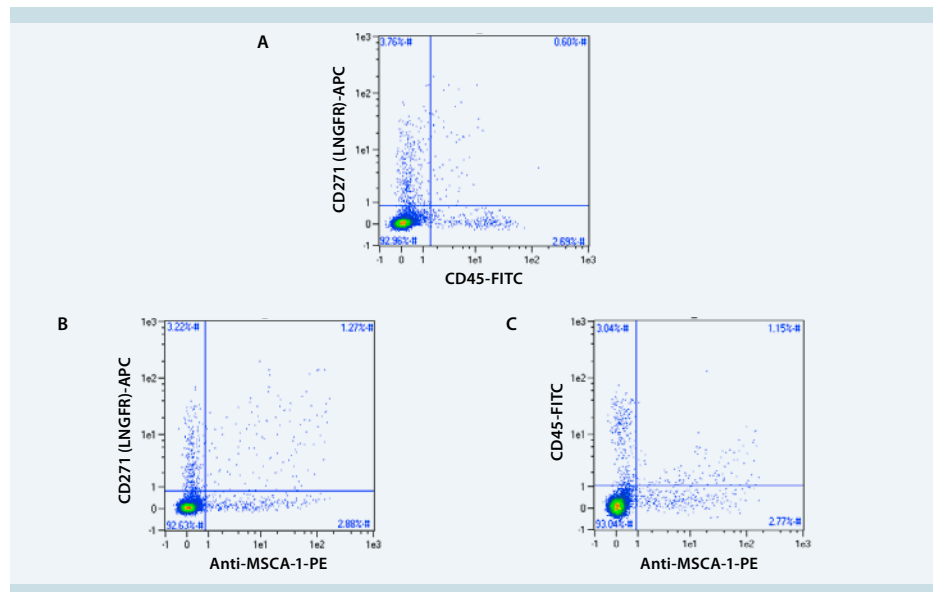 A
CD271 (LNGFR)-APC
1e3
1e2
1e1
1
0
-1
3.76%-#
0.60%-#
92.96%-#
2.69%-#
-1 0 1 1e1 1e2 1e3
CD45-FITC
B
CD271 (LNGFR)-APC
1e3
1e2
1e1
1
0
-1
3.22%-#
1.27%-#
92.63%-#
2.88%-#
-1 0 1 1e1 1e2 1e3
Anti-MSCA-1-PE
C
CD45-FITC
1e3
1e2
1e1
1
0
-1
3.04%-#
1.15%-#
93.04%-#
2.77%-#
-1 0 1 1e1 1e2 1e3
Anti-MSCA-1-PE